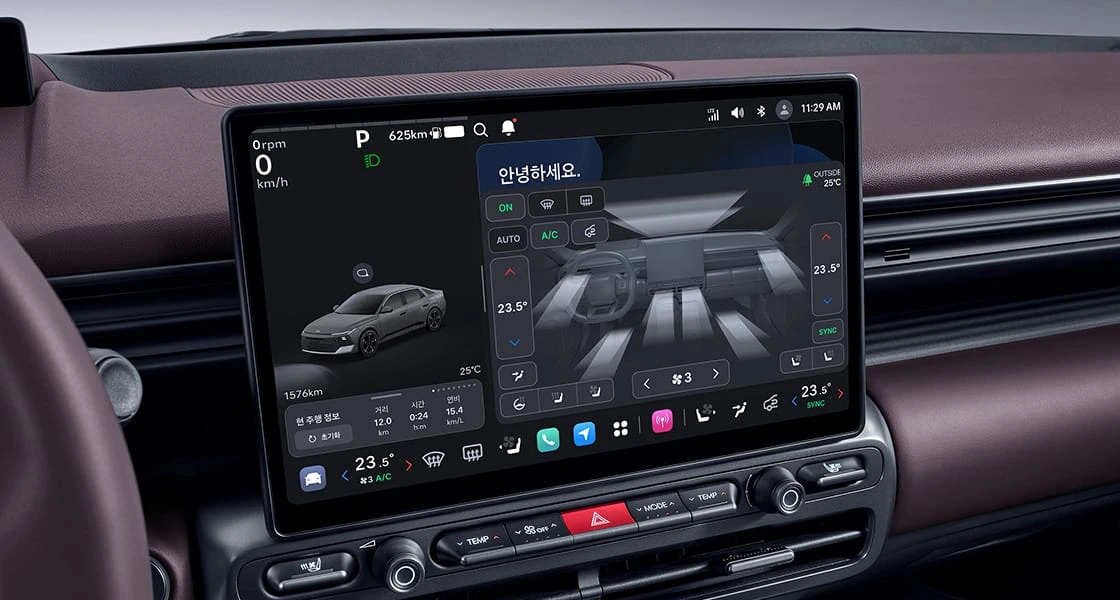 0rpm
0
km/h
P
625km
LTE
11:29 AM
안녕하세요.
OUTSIDE
25°C
ON
AUTO
A/C
23.5°
23.5°
SYNC
3
25°C
1576km
현 주행 정보
초기화
거리
12.0
km
시간
0:24
h:m
연비
15.4
km/L
23.5°
3 A/C
23.5°
SYNC
TEMP
OFF
MODE
TEMP